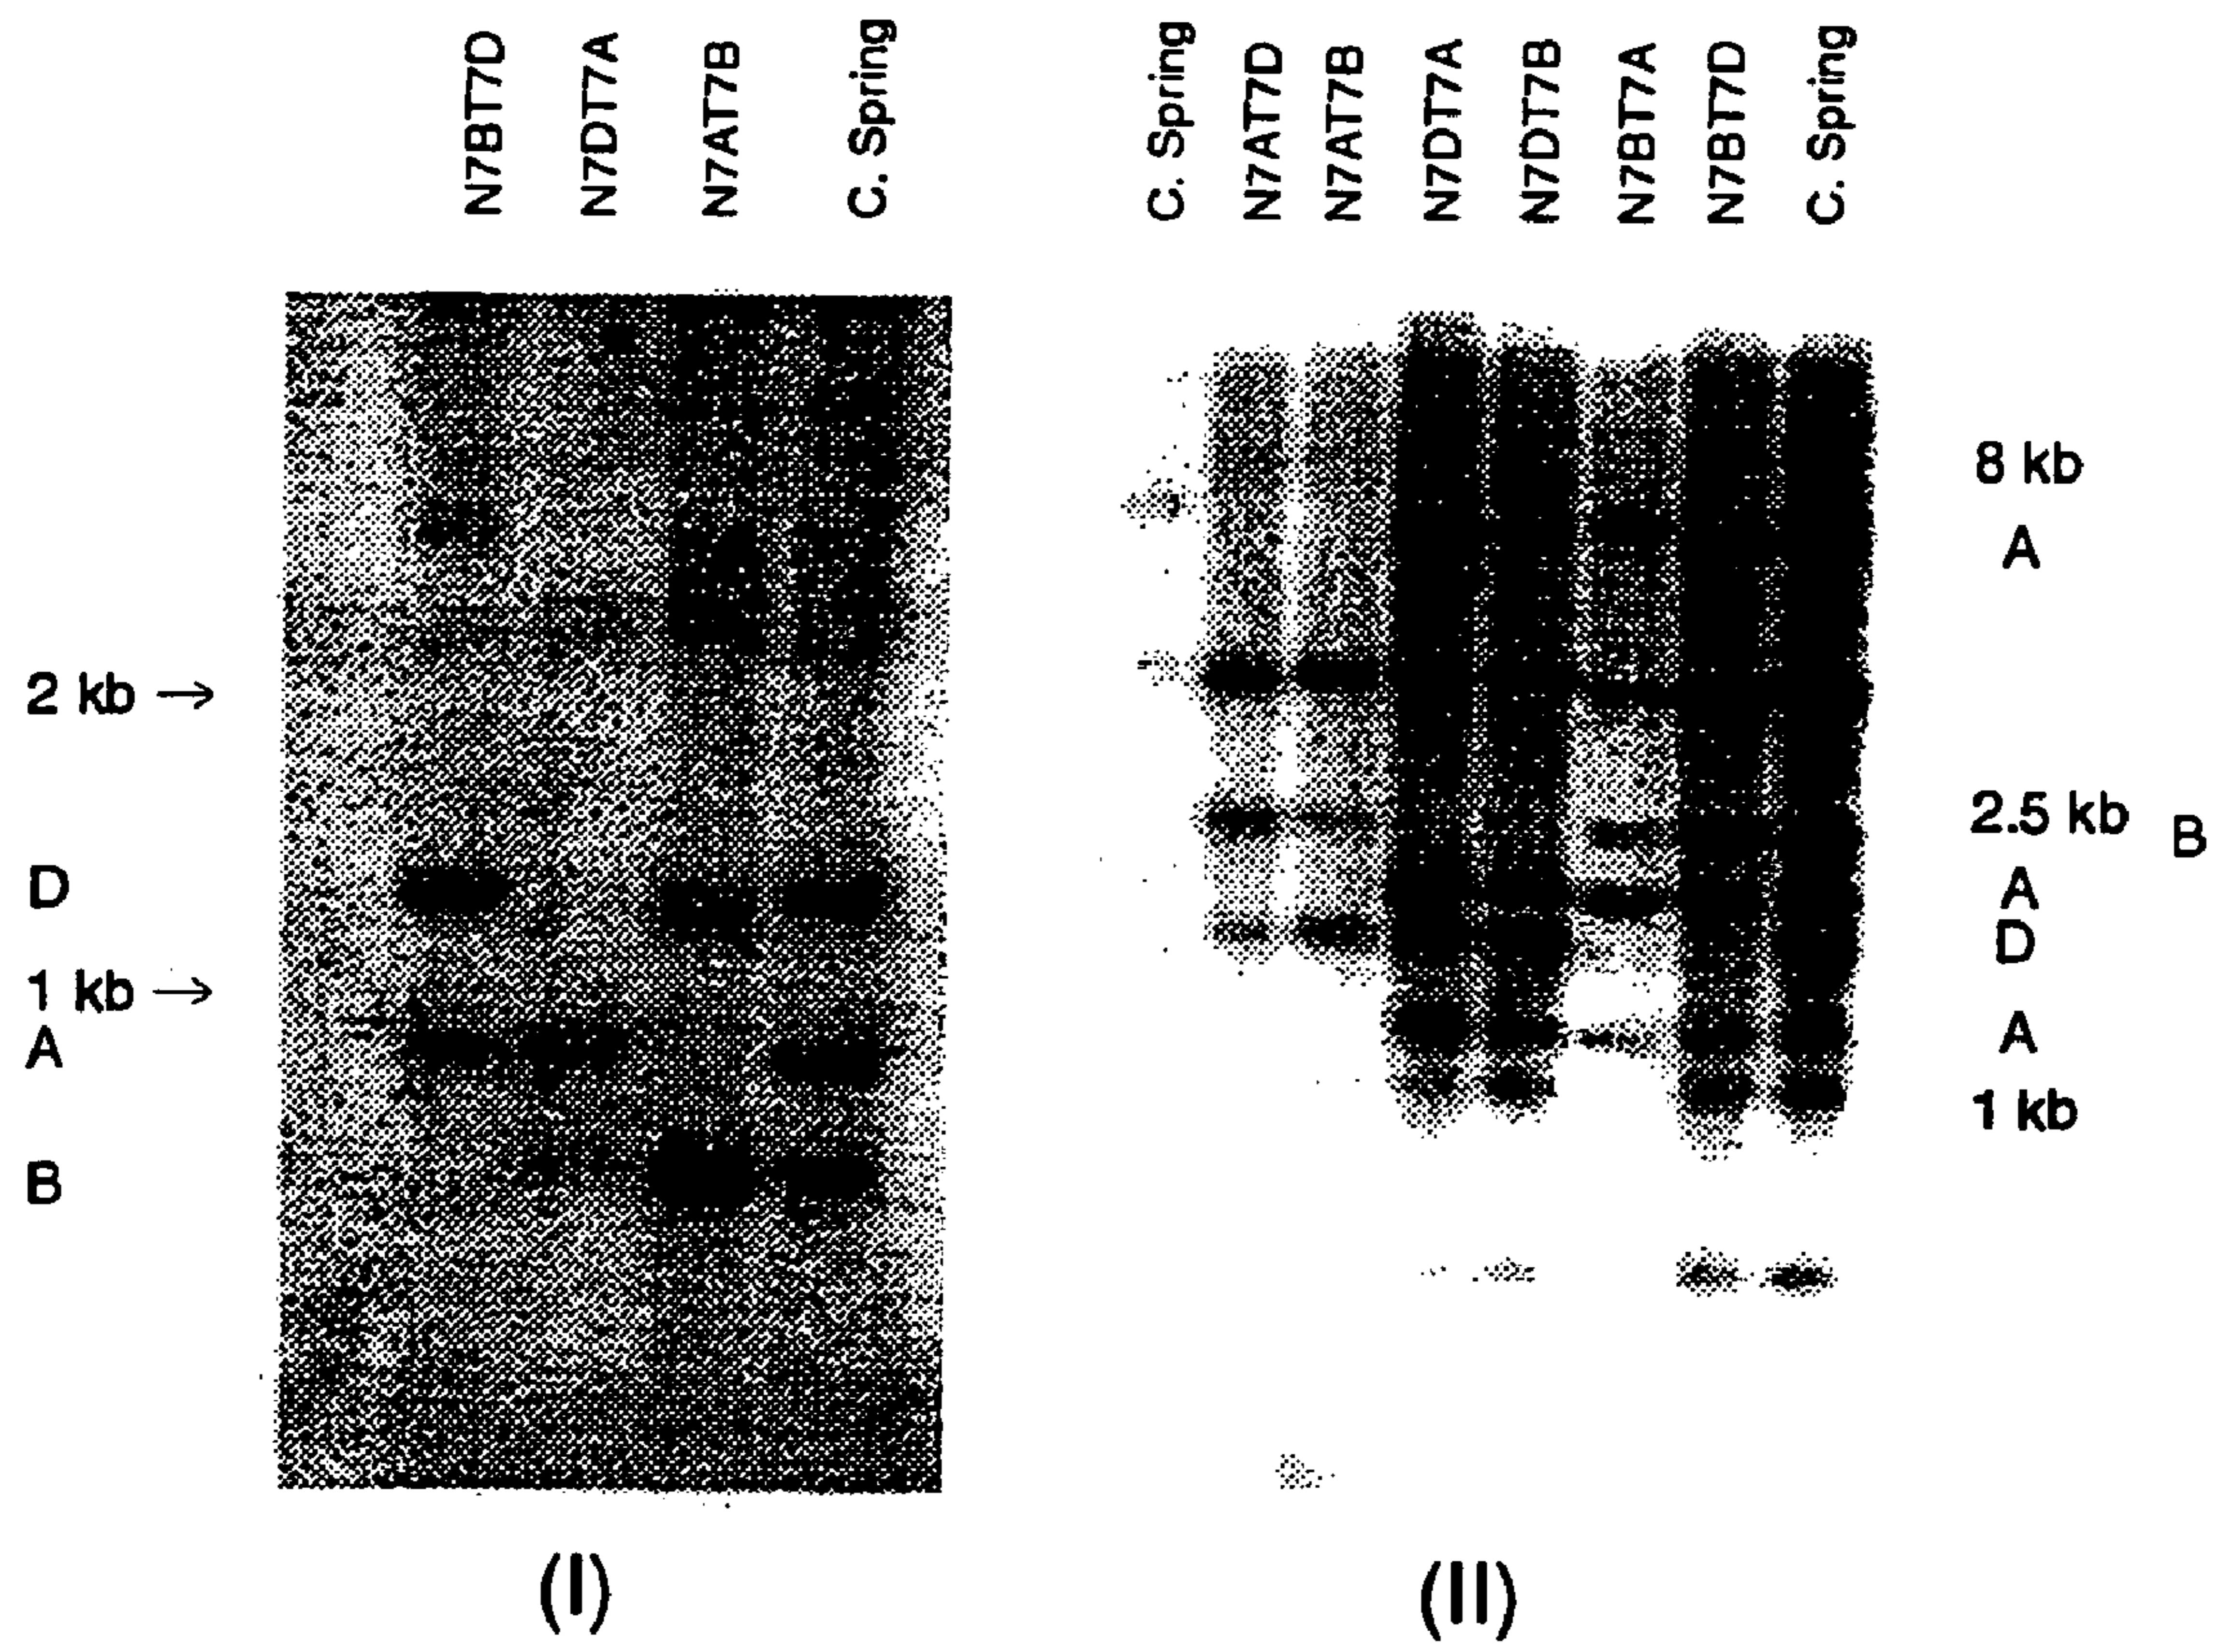 N7BT7D
N7DT7A
N7AT7B
C. Spring
C. Spring
N7AT7D
N7AT7B
N7DT7A
N7DT7B
N7BT7A
N7BT7D
C. Spring
2 kb →
D
1 kb →
A
B
8 kb
A
2.5 kb B
A
D
A
1 kb
(I)
(II)